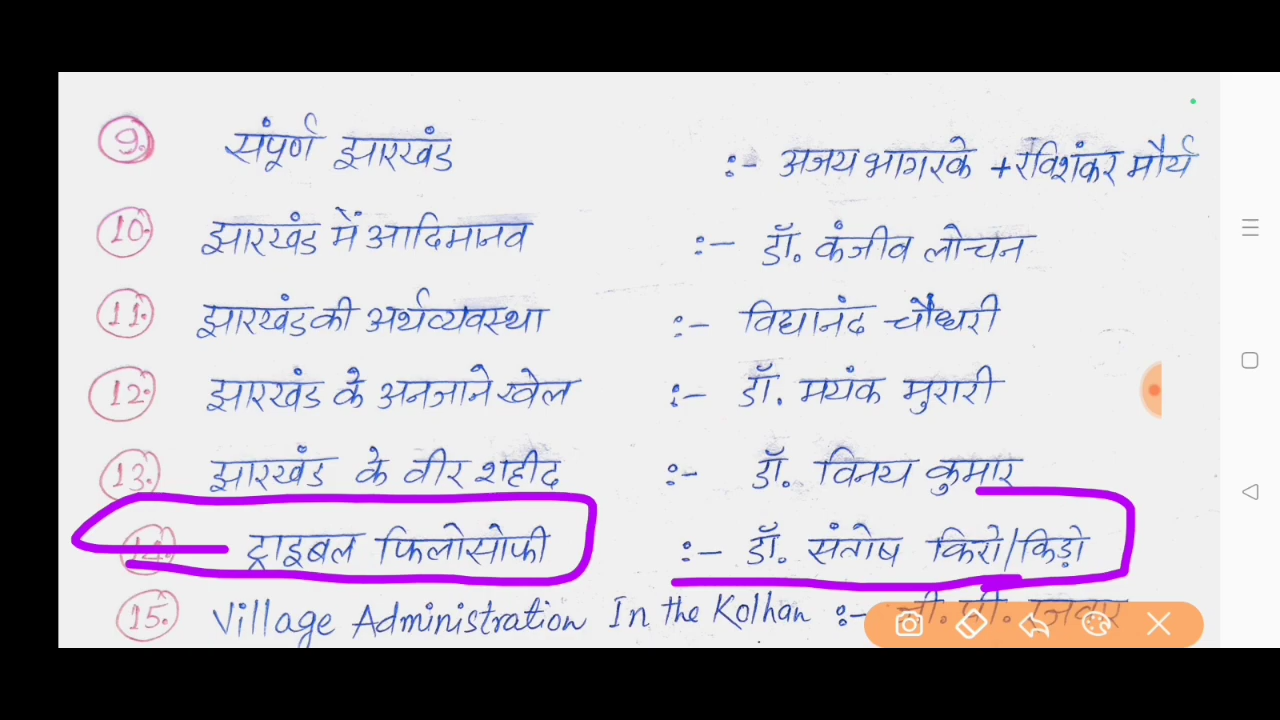 9. संपूर्ण झारखंड :- अजय भागरके + रविशंकर मौर्य
10. झारखंड में आदिमानव :- डॉ. कंजीव लोचन
11. झारखंड की अर्थव्यवस्था :- विद्यानंद चौधरी
12. झारखंड के अनजाने खेल :- डॉ. मयंक मुरारी
13. झारखंड के वीर शहीद :- डॉ. विनय कुमार
14. ट्राइबल फिलोसोफी :- डॉ. संतोष किरो/किड़ो
15. Village Administration In the Kolhan :-